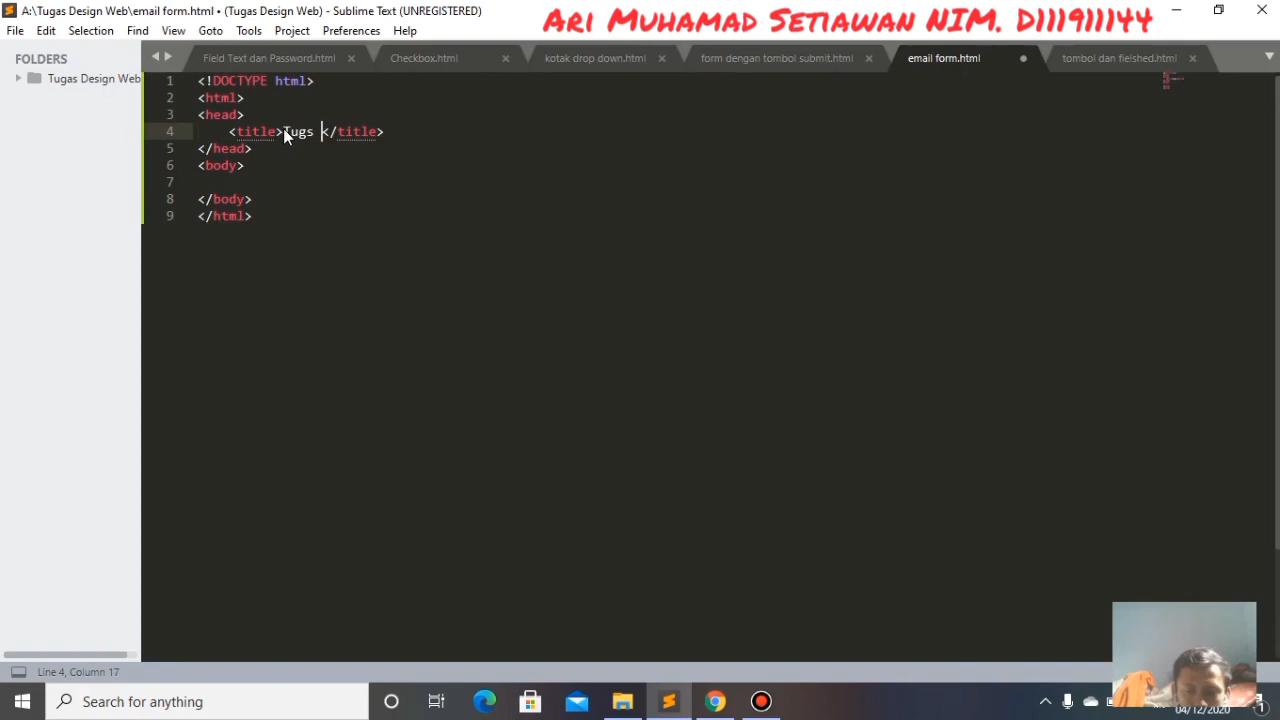 A:\Tugas Design Web\email form.html • (Tugas Design Web) - Sublime Text (UNREGISTERED)
ARI MUHAMAD SETIAWAN NIM. D111911144
File Edit Selection Find View Goto Tools Project Preferences Help
FOLDERS
Tugas Design Web
Field Text dan Password.html Checkbox.html kotak drop down.html form dengan tombol submit.html email form.html tombol dan fielshed.html
1 <!DOCTYPE html>
2 <html>
3 <head>
4 <title>Tugs </title>
5 </head>
6 <body>
7
8 </body>
9 </html>
Line 4, Column 17
Search for anything
04/12/2020
1